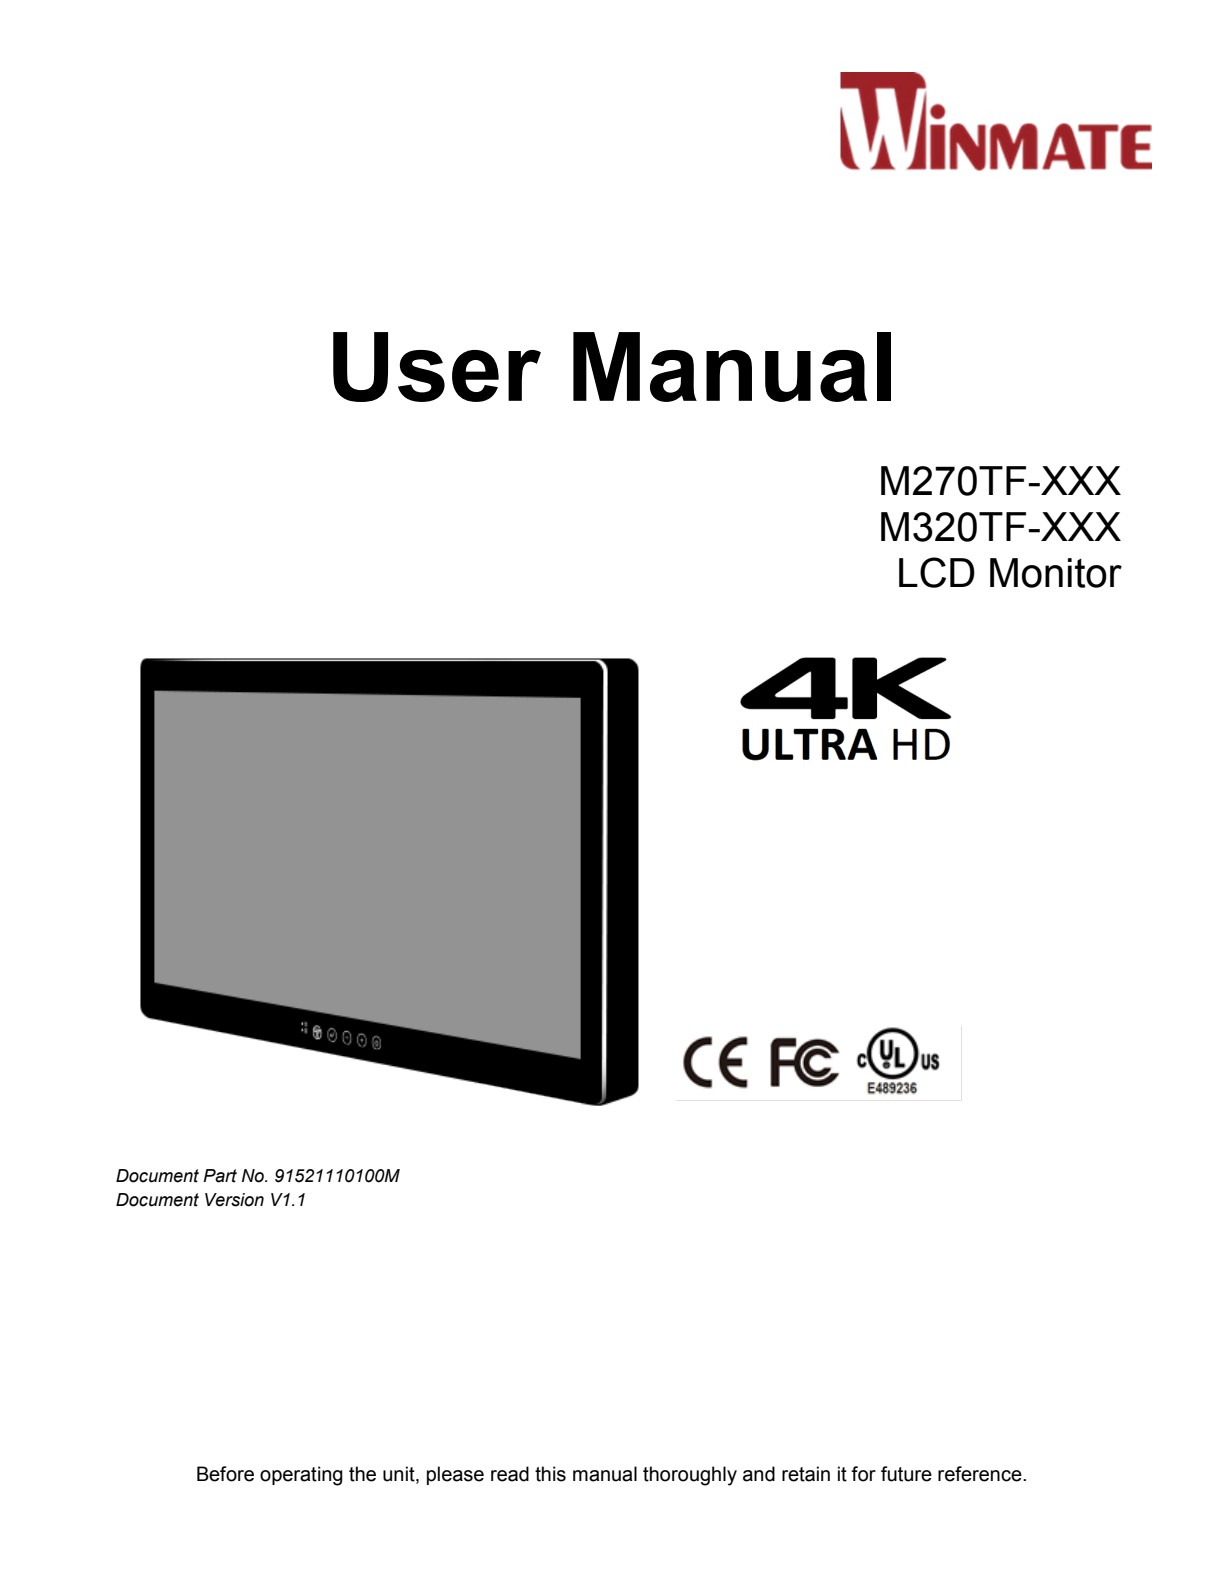 WINMATE
User Manual
M270TF-XXX
M320TF-XXX
LCD Monitor
4K
ULTRA HD
CE FC C UL US
E489236
Document Part No. 91521110100M
Document Version V1.1
Before operating the unit, please read this manual thoroughly and retain it for future reference.